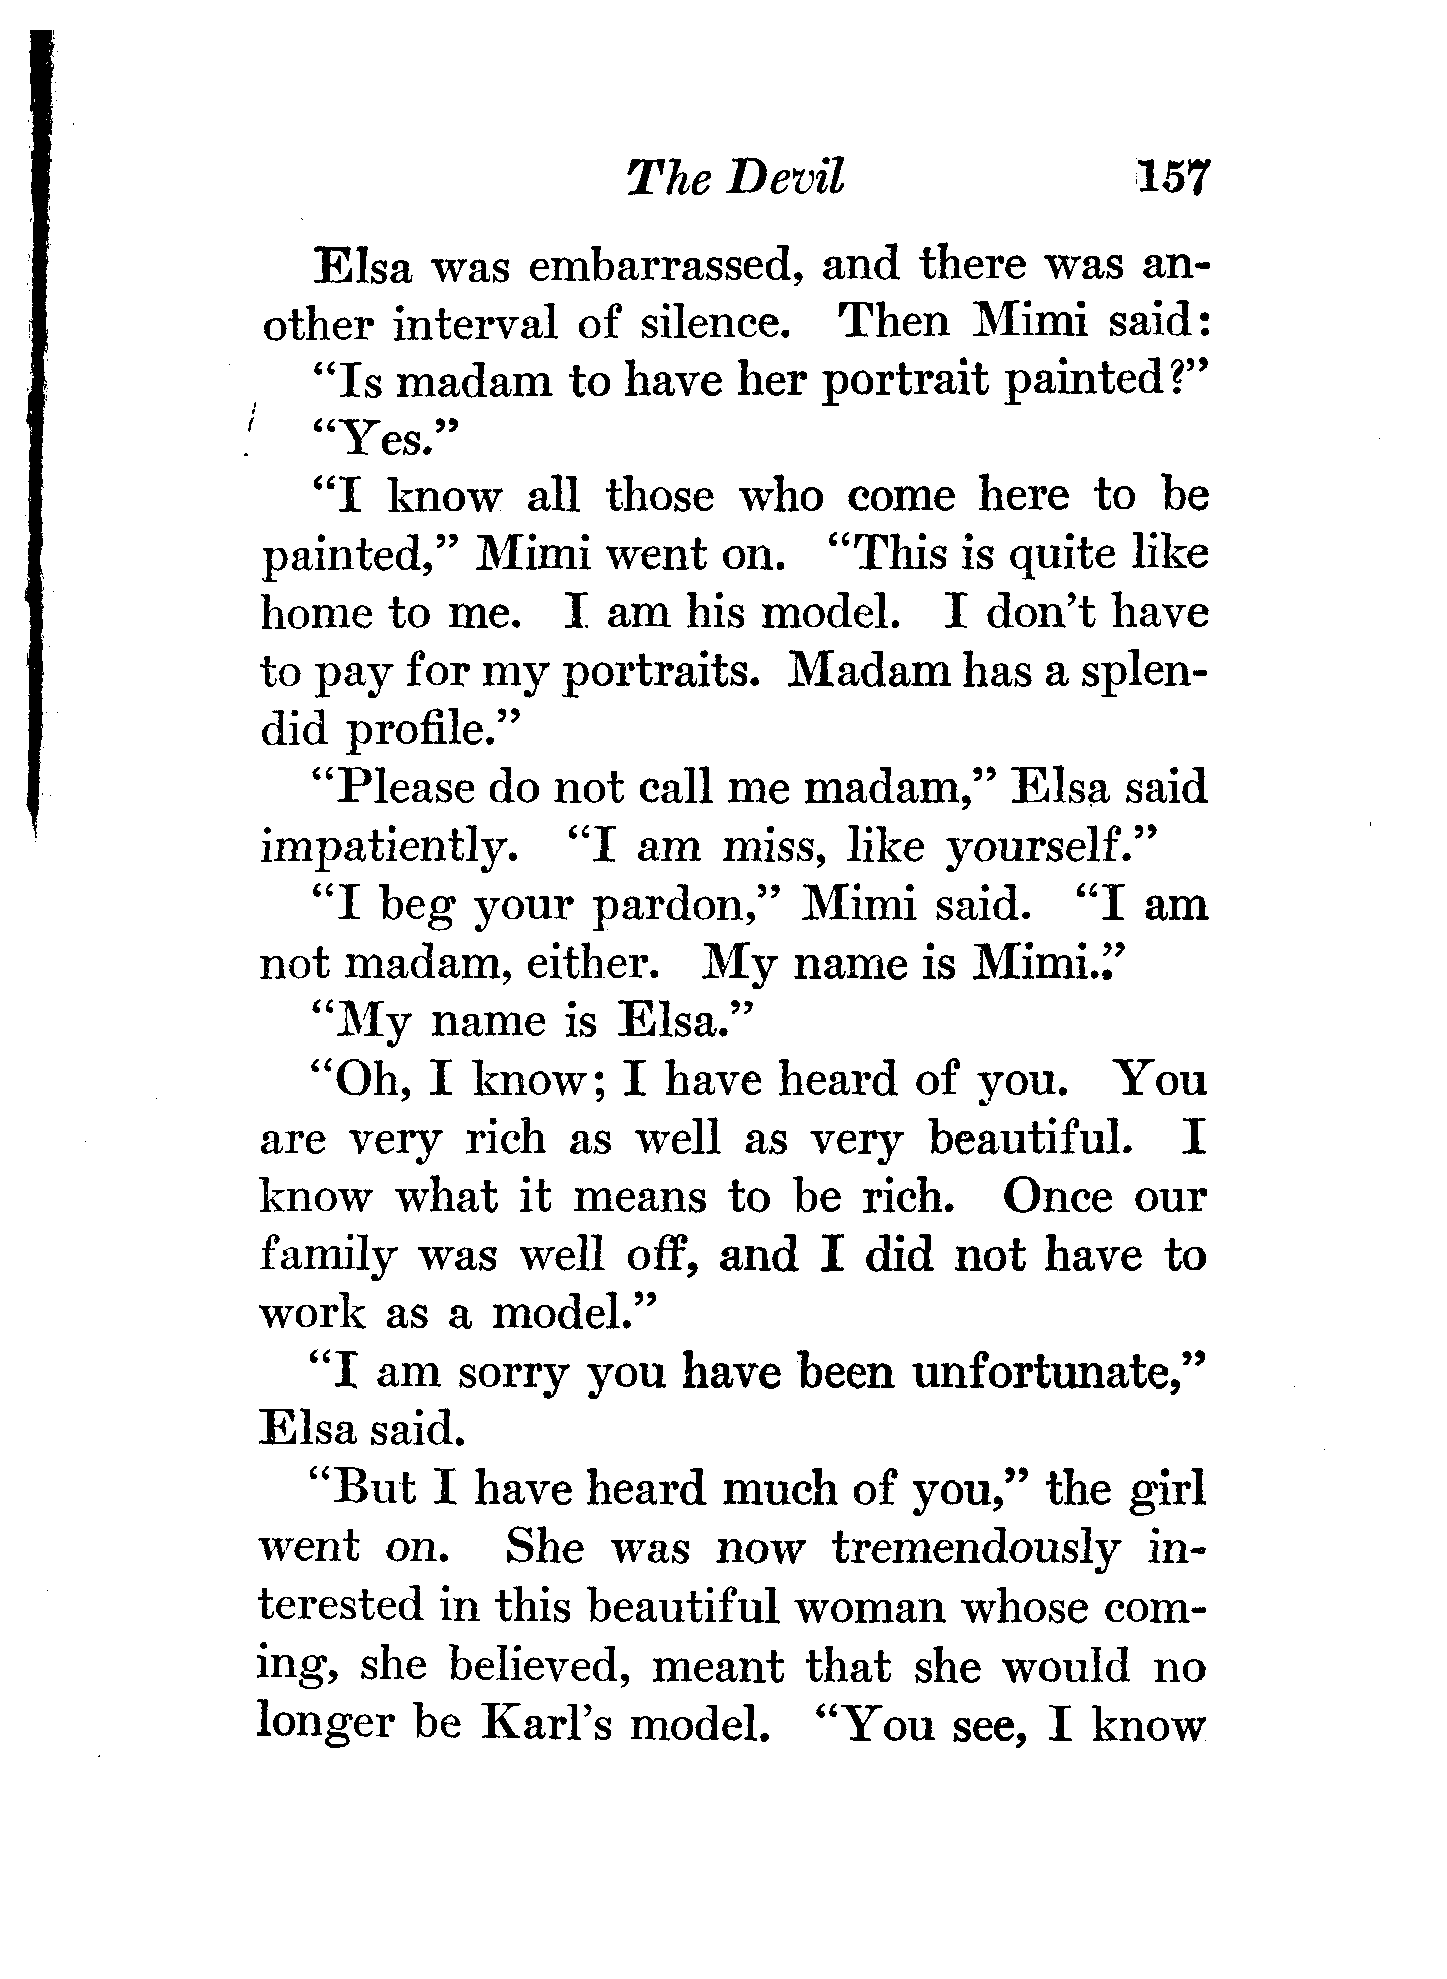 The Devil 157
Elsa was embarrassed, and there was an-
other interval of silence. Then Mimi said:
“Is madam to have her portrait painted?”
“Yes.”
“I know all those who come here to be
painted,” Mimi went on. “This is quite like
home to me. I am his model. I don’t have
to pay for my portraits. Madam has a splen-
did profile.”
“Please do not call me madam,” Elsa said
impatiently. “I am miss, like yourself.”
“I beg your pardon,” Mimi said. “I am
not madam, either. My name is Mimi.”
“My name is Elsa.”
“Oh, I know; I have heard of you. You
are very rich as well as very beautiful. I
know what it means to be rich. Once our
family was well off, and I did not have to
work as a model.”
“I am sorry you have been unfortunate,”
Elsa said.
“But I have heard much of you,” the girl
went on. She was now tremendously in-
terested in this beautiful woman whose com-
ing, she believed, meant that she would no
longer be Karl’s model. “You see, I know